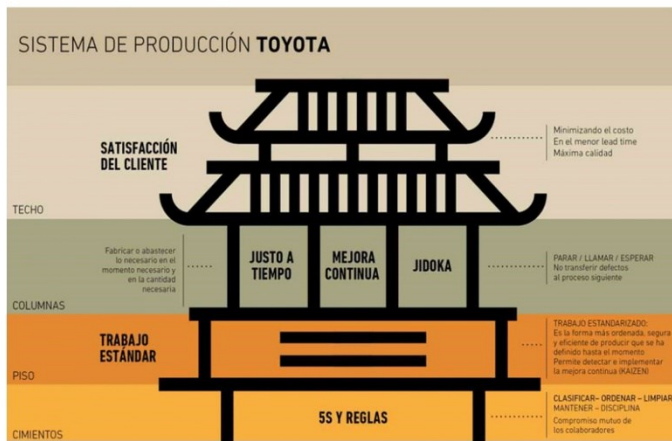 SISTEMA DE PRODUCCIÓN TOYOTA
SATISFACCIÓN
DEL CLIENTE
Minimizando el costo
En el menor lead time
Máxima calidad
TECHO
Fabricar o abastecer
lo necesario en el
momento necesario y
en la cantidad
necesaria
JUSTO A
TIEMPO
MEJORA
CONTINUA
JIDOKA
PARAR / LLAMAR / ESPERAR
No transferir defectos
al proceso siguiente
COLUMNAS
TRABAJO
ESTÁNDAR
TRABAJO ESTANDARIZADO:
Es la forma más ordenada, segura
y eficiente de producir que se ha
definido hasta el momento
Permite detectar e implementar
la mejora continua (KAIZEN)
PISO
5S Y REGLAS
CLASIFICAR– ORDENAR – LIMPIAR
MANTENER – DISCIPLINA
Compromiso mutuo de
los colaboradores
CIMIENTOS